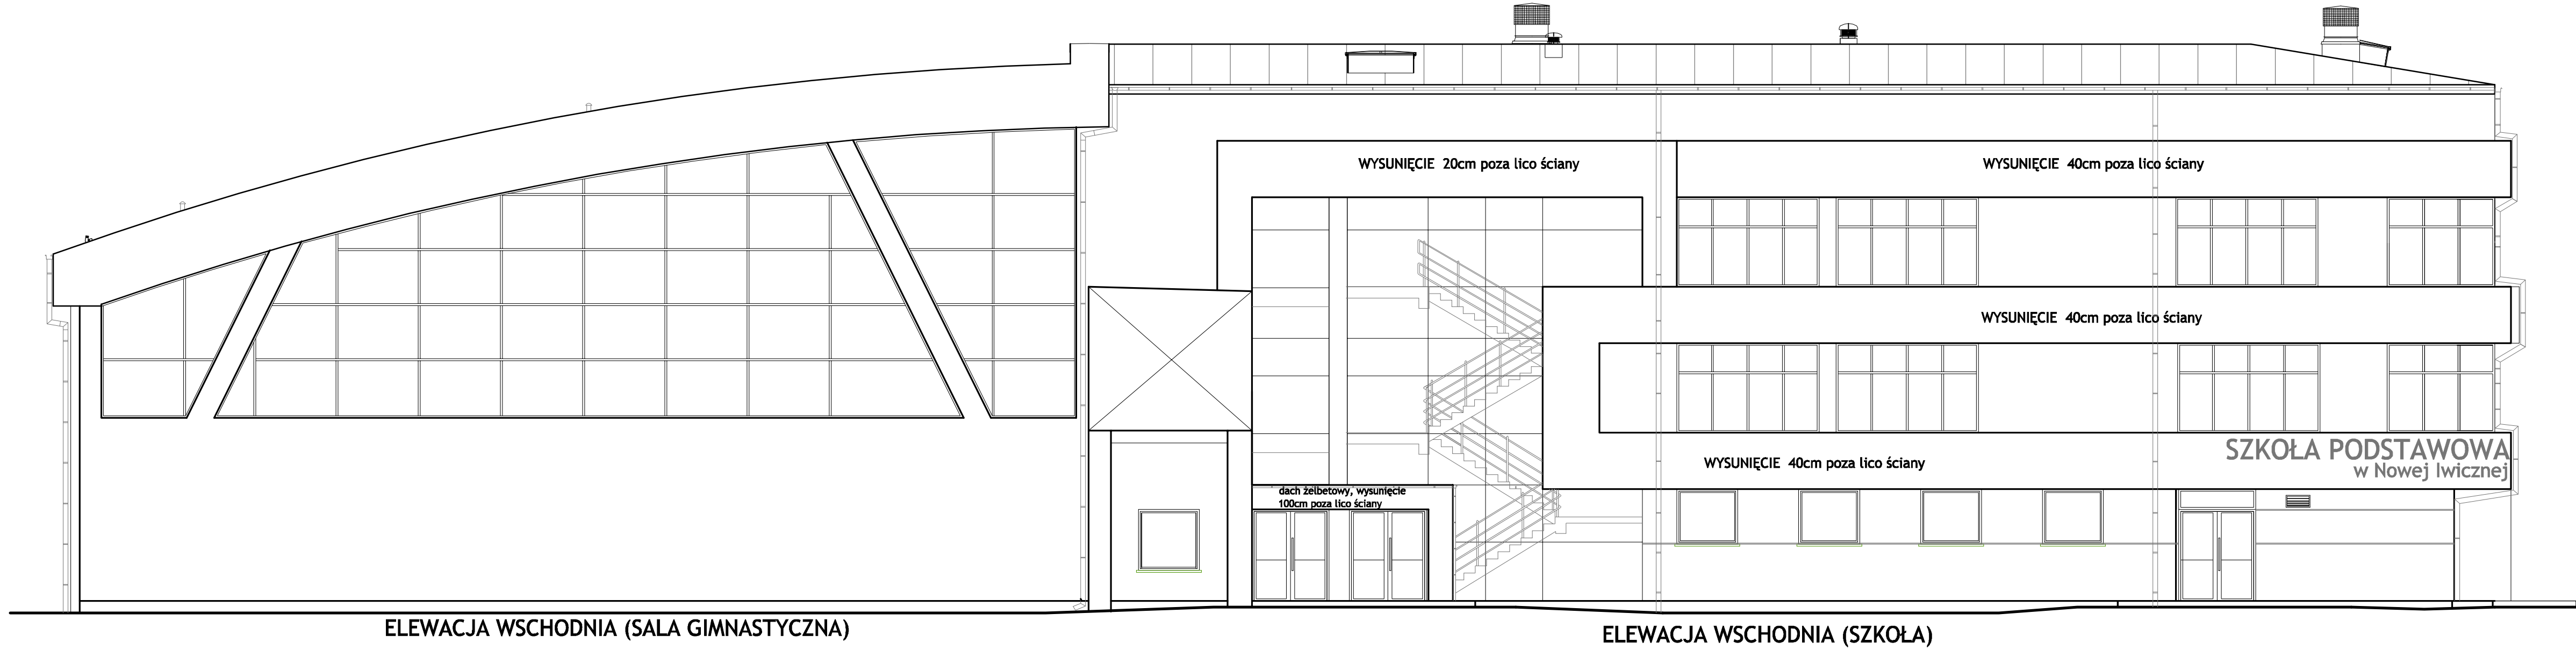 WYSUNIĘCIE 20cm poza lico ściany
WYSUNIĘCIE 40cm poza lico ściany
WYSUNIĘCIE 40cm poza lico ściany
SZKOŁA PODSTAWOWA
w Nowej Iwicznej
WYSUNIĘCIE 40cm poza lico ściany
dach żelbetowy, wysunięcie
100cm poza lico ściany
ELEWACJA WSCHODNIA (SALA GIMNASTYCZNA)
ELEWACJA WSCHODNIA (SZKOŁA)